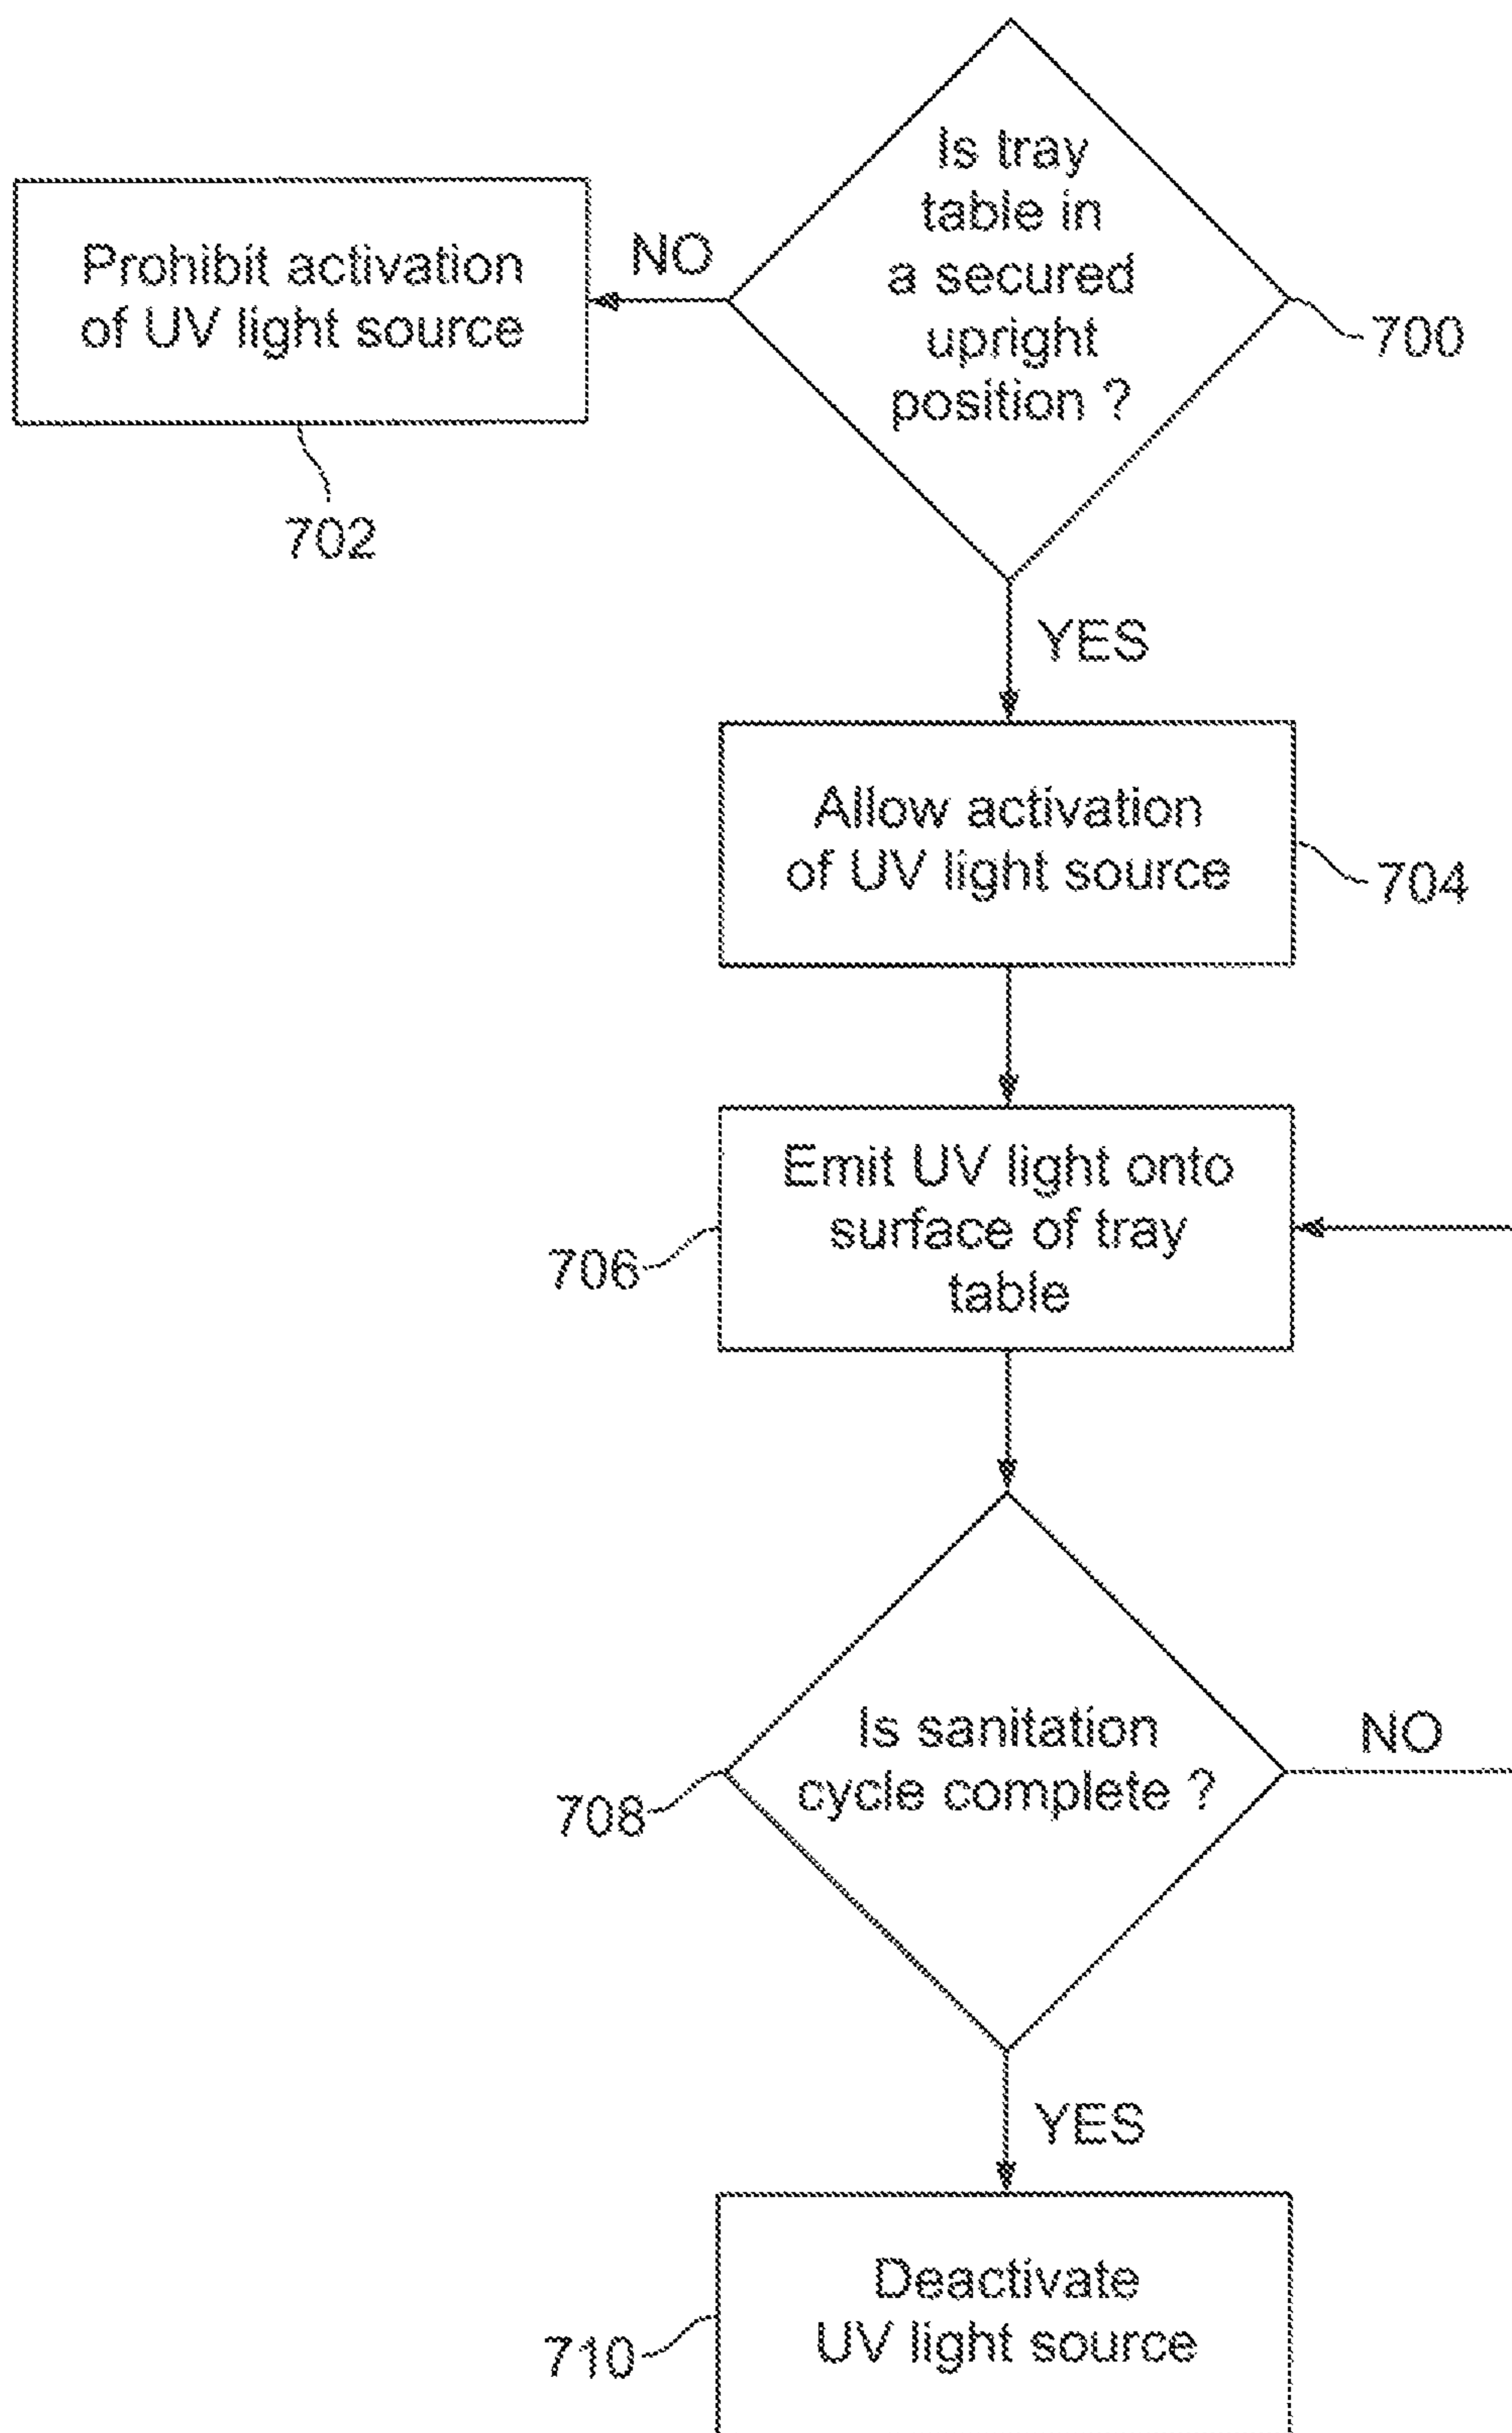 Is tray
table in
a secured
upright
position ?
700
NO
Prohibit activation
of UV light source
702
YES
Allow activation
of UV light source
704
Emit UV light onto
surface of tray
table
706
Is sanitation
cycle complete ?
708
NO
YES
Deactivate
UV light source
710